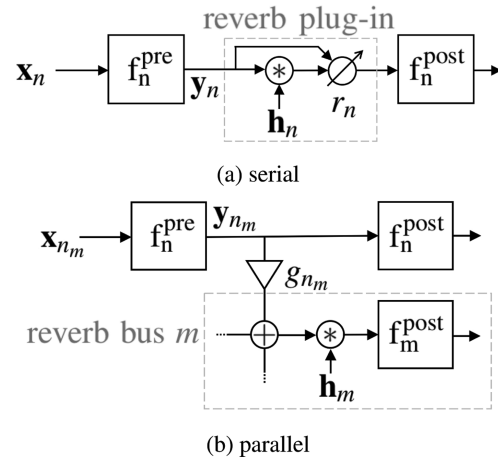 reverb plug-in
x_n f_n^pre y_n * r_n f_n^post
h_n
(a) serial
x_{n_m} f_n^pre y_{n_m} f_n^post
g_{n_m}
reverb bus m + * f_m^post
h_m
(b) parallel